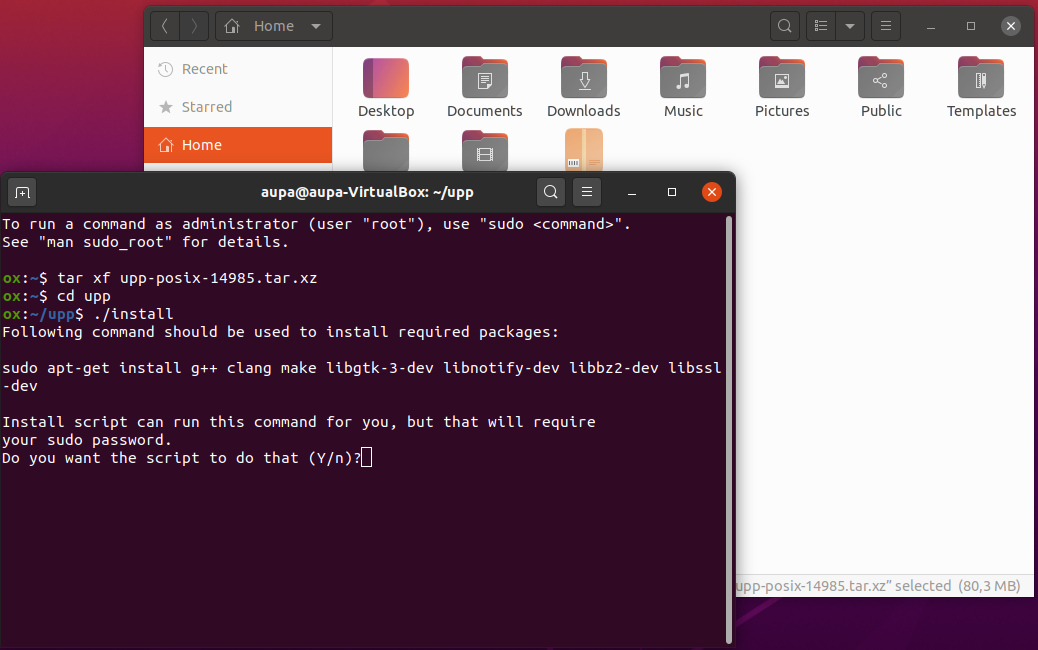 Home
Recent
Starred
Home
Desktop
Documents
Downloads
Music
Pictures
Public
Templates
aupa@aupa-VirtualBox: ~/upp
To run a command as administrator (user "root"), use "sudo <command>".
See "man sudo_root" for details.
ox:~$ tar xf upp-posix-14985.tar.xz
ox:~$ cd upp
ox:~/upp$ ./install
Following command should be used to install required packages:
sudo apt-get install g++ clang make libgtk-3-dev libnotify-dev libbz2-dev libssl
-dev
Install script can run this command for you, but that will require
your sudo password.
Do you want the script to do that (Y/n)?
upp-posix-14985.tar.xz” selected (80,3 MB)